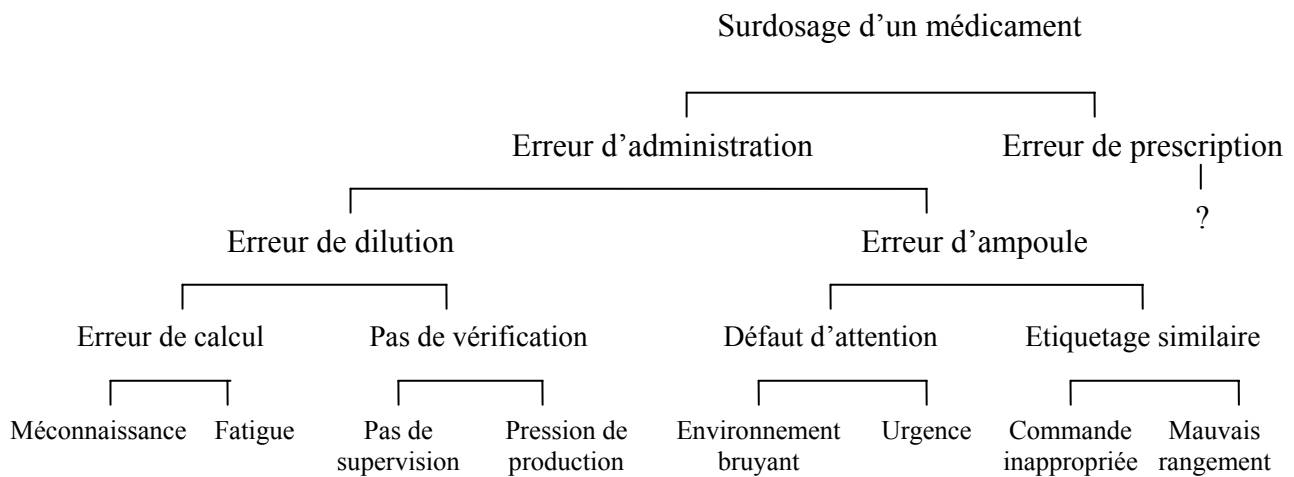 Surdosage d’un médicament
Erreur d’administration Erreur de prescription
?
Erreur de dilution Erreur d’ampoule
Erreur de calcul Pas de vérification Défaut d’attention Etiquetage similaire
Méconnaissance Fatigue Pas de Pression de Environnement Urgence Commande Mauvais
supervision production bruyant inappropriée rangement